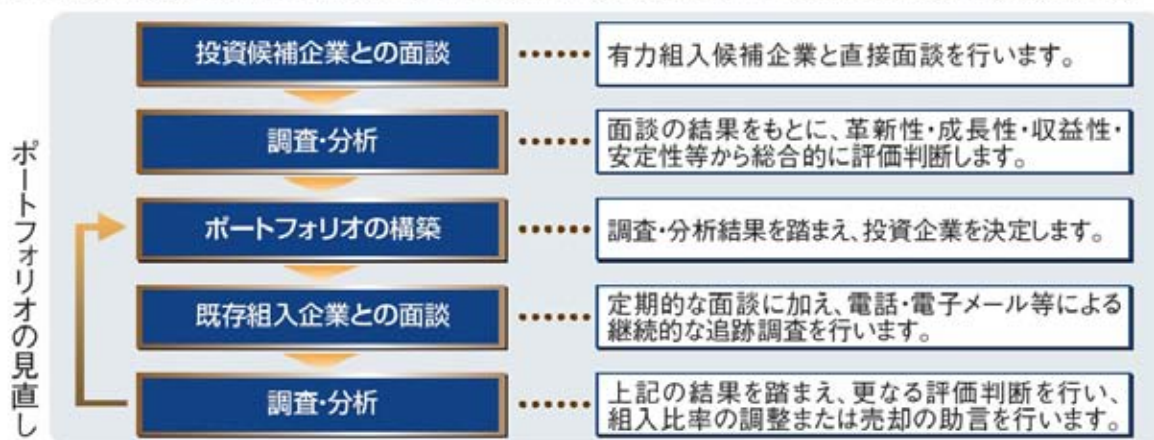 投資候補企業との面談
有力組入候補企業と直接面談を行います。
調査・分析
面談の結果をもとに、革新性・成長性・収益性・
安定性等から総合的に評価判断します。
ポートフォリオの構築
調査・分析結果を踏まえ、投資企業を決定します。
既存組入企業との面談
定期的な面談に加え、電話・電子メール等による
継続的な追跡調査を行います。
調査・分析
上記の結果を踏まえ、更なる評価判断を行い、
組入比率の調整または売却の助言を行います。
ポートフォリオの見直し